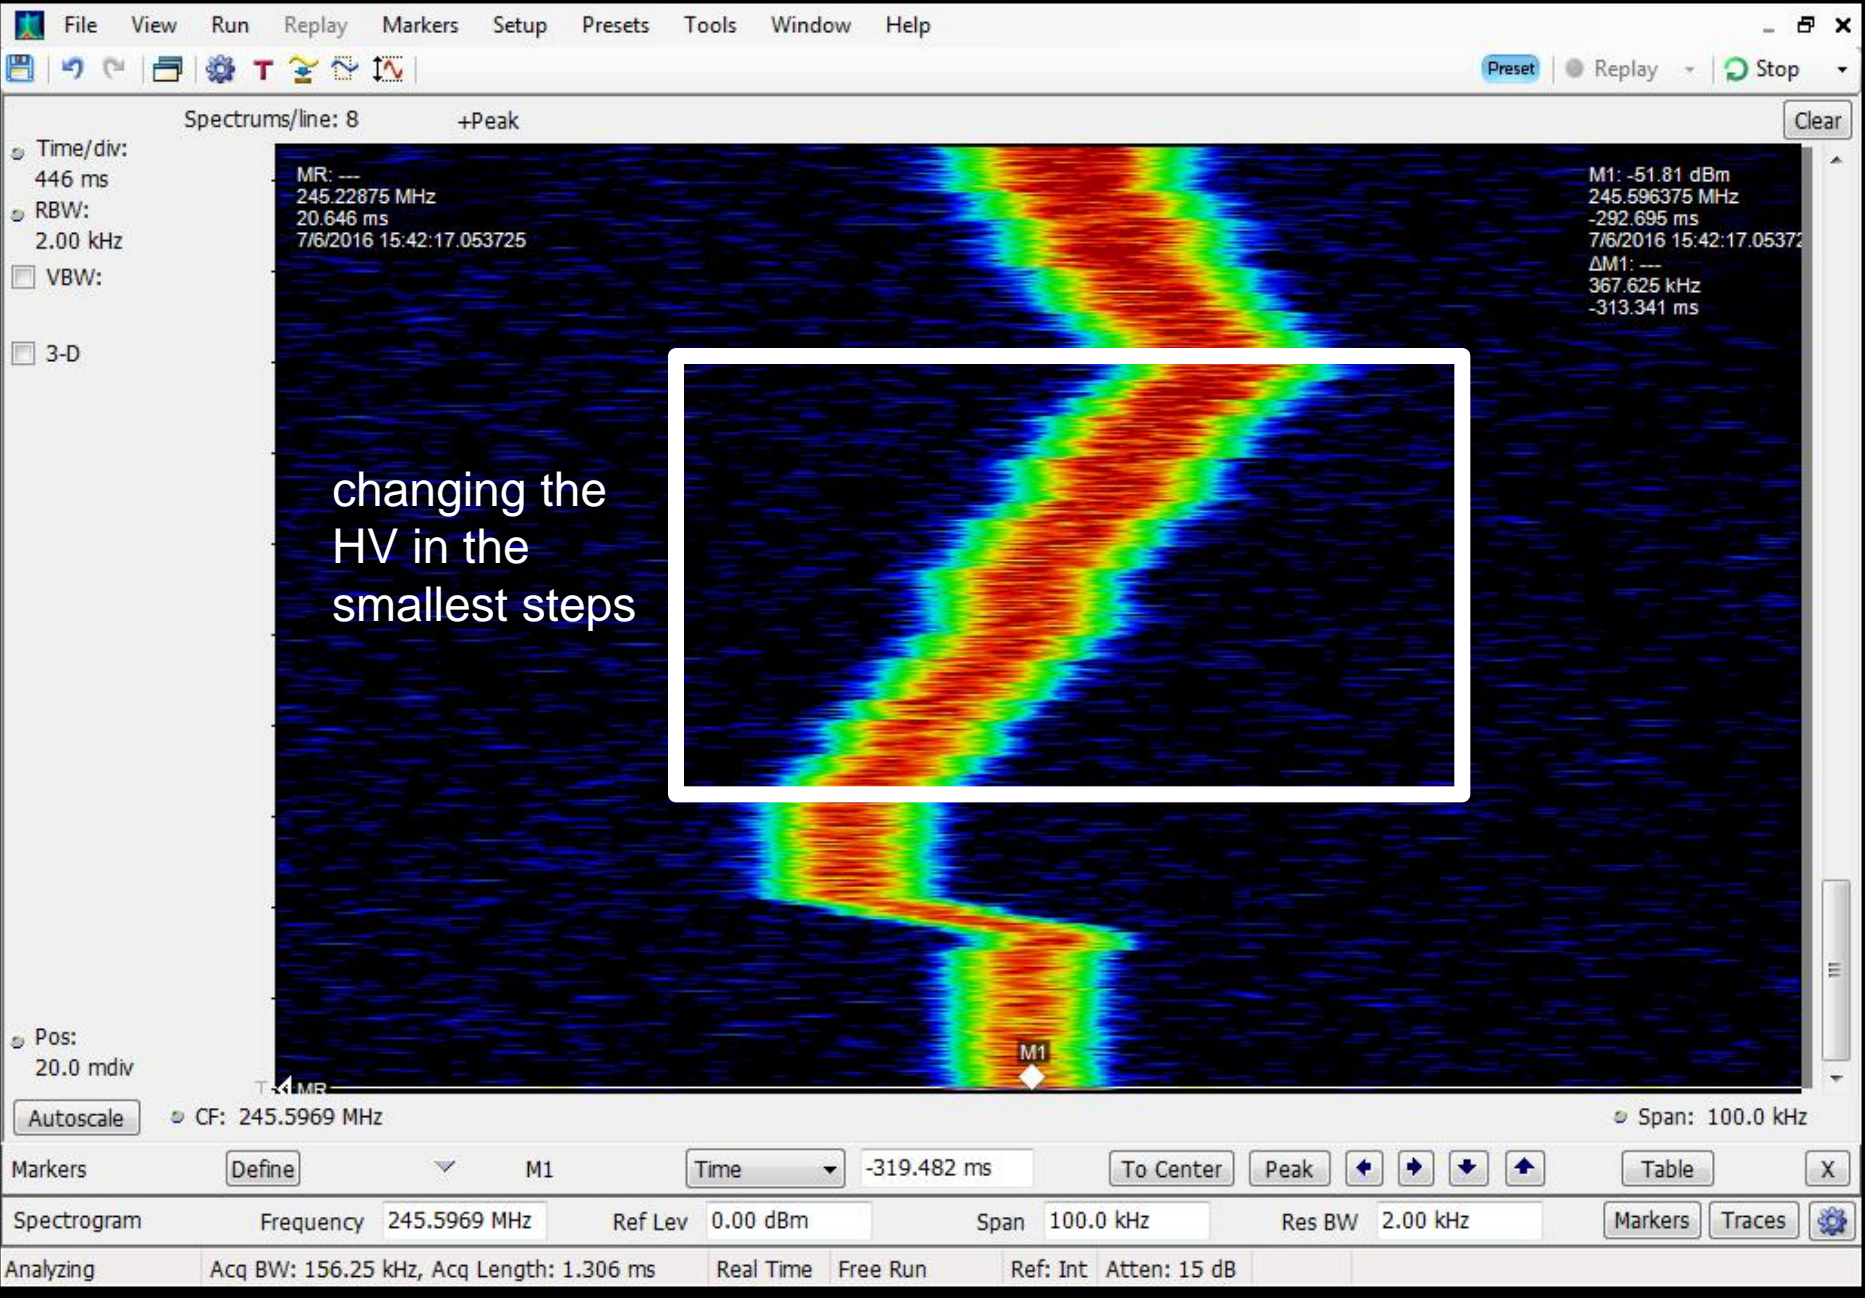 File View Run Replay Markers Setup Presets Tools Window Help
T Preset Replay Stop
Spectrums/line: 8 +Peak Clear
Time/div:
446 ms
RBW:
2.00 kHz
VBW:
3-D
MR: ---
245.22875 MHz
20.646 ms
7/6/2016 15:42:17.053725
M1: -51.81 dBm
245.596375 MHz
-292.695 ms
7/6/2016 15:42:17.05372
ΔM1: ---
367.625 kHz
-313.341 ms
changing the
HV in the
smallest steps
Pos:
20.0 mdiv
M1
T MR
Autoscale CF: 245.5969 MHz Span: 100.0 kHz
Markers Define M1 Time -319.482 ms To Center Peak Table X
Spectrogram Frequency 245.5969 MHz Ref Lev 0.00 dBm Span 100.0 kHz Res BW 2.00 kHz Markers Traces
Analyzing Acq BW: 156.25 kHz, Acq Length: 1.306 ms Real Time Free Run Ref: Int Atten: 15 dB